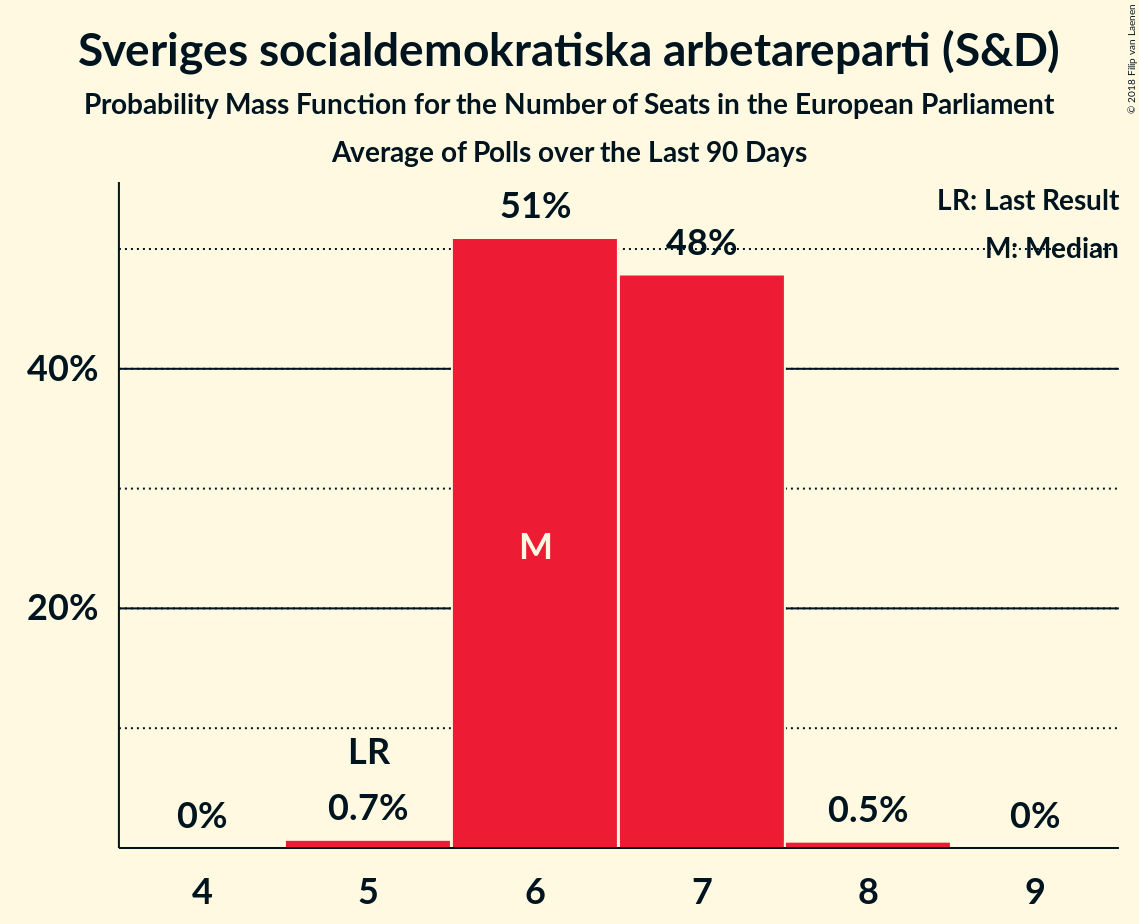 Sveriges socialdemokratiska arbetareparti (S&D)
Probability Mass Function for the Number of Seats in the European Parliament
Average of Polls over the Last 90 Days
© 2018 Filip van Laenen
LR: Last Result
M: Median
51%
48%
40%
M
20%
LR
0%
0.7%
0.5%
0%
4 5 6 7 8 9